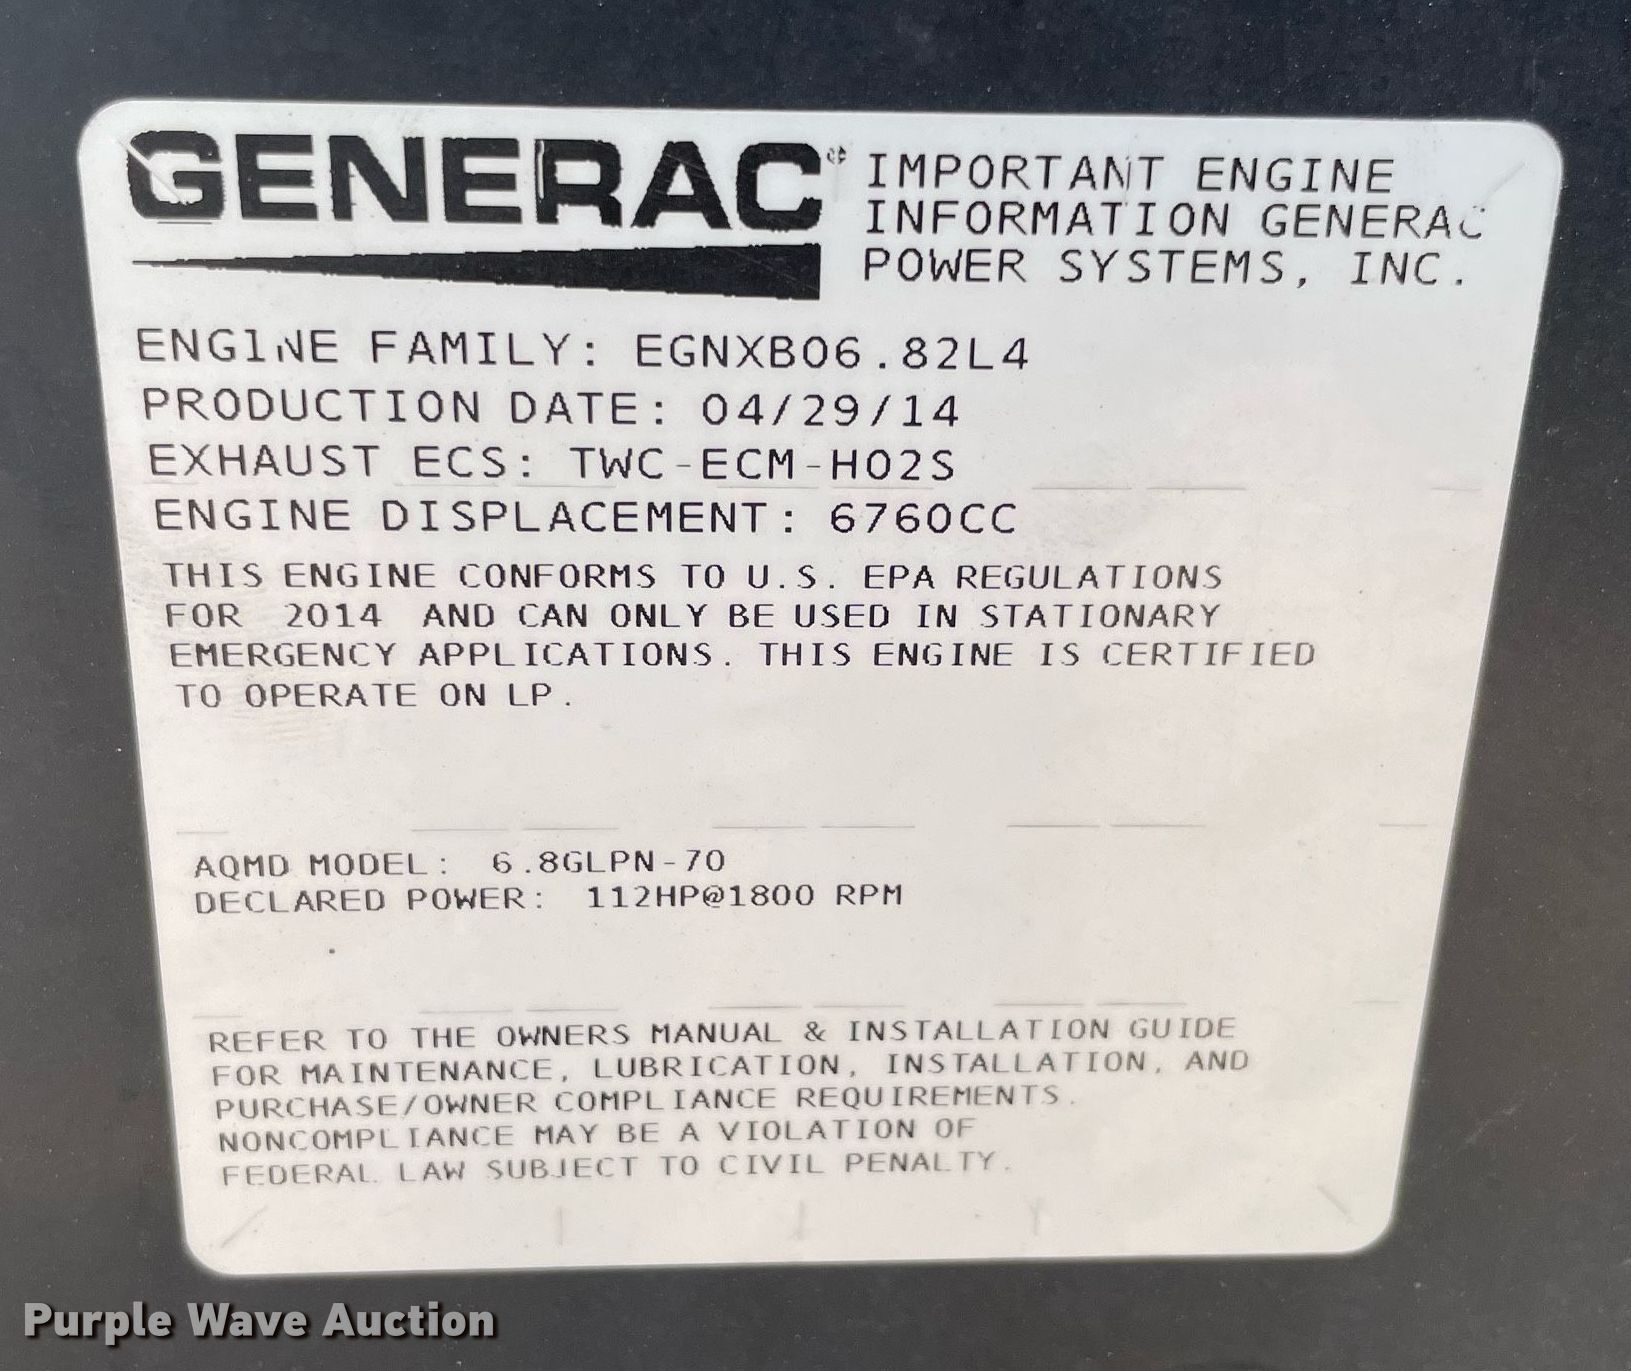 GENERAC
IMPORTANT ENGINE
INFORMATION GENERAC
POWER SYSTEMS, INC.
ENGINE FAMILY: EGNXB06.82L4
PRODUCTION DATE: 04/29/14
EXHAUST ECS: TWC-ECM-HO2S
ENGINE DISPLACEMENT: 6760CC
THIS ENGINE CONFORMS TO U.S. EPA REGULATIONS
FOR 2014 AND CAN ONLY BE USED IN STATIONARY
EMERGENCY APPLICATIONS. THIS ENGINE IS CERTIFIED
TO OPERATE ON LP.
AQMD MODEL: 6.8GLPN-70
DECLARED POWER: 112HP@1800 RPM
REFER TO THE OWNERS MANUAL & INSTALLATION GUIDE
FOR MAINTENANCE, LUBRICATION, INSTALLATION, AND
PURCHASE/OWNER COMPLIANCE REQUIREMENTS.
NONCOMPLIANCE MAY BE A VIOLATION OF
FEDERAL LAW SUBJECT TO CIVIL PENALTY.
Purple Wave Auction